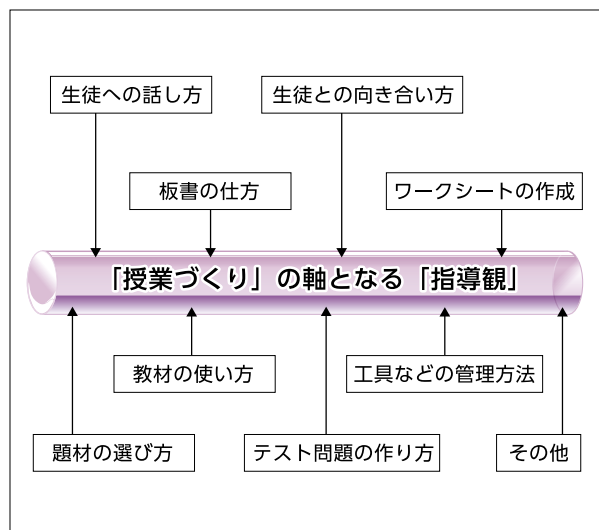 生徒への話し方
生徒との向き合い方
板書の仕方
ワークシートの作成
「授業づくり」の軸となる「指導観」
教材の使い方
工具などの管理方法
題材の選び方
テスト問題の作り方
その他